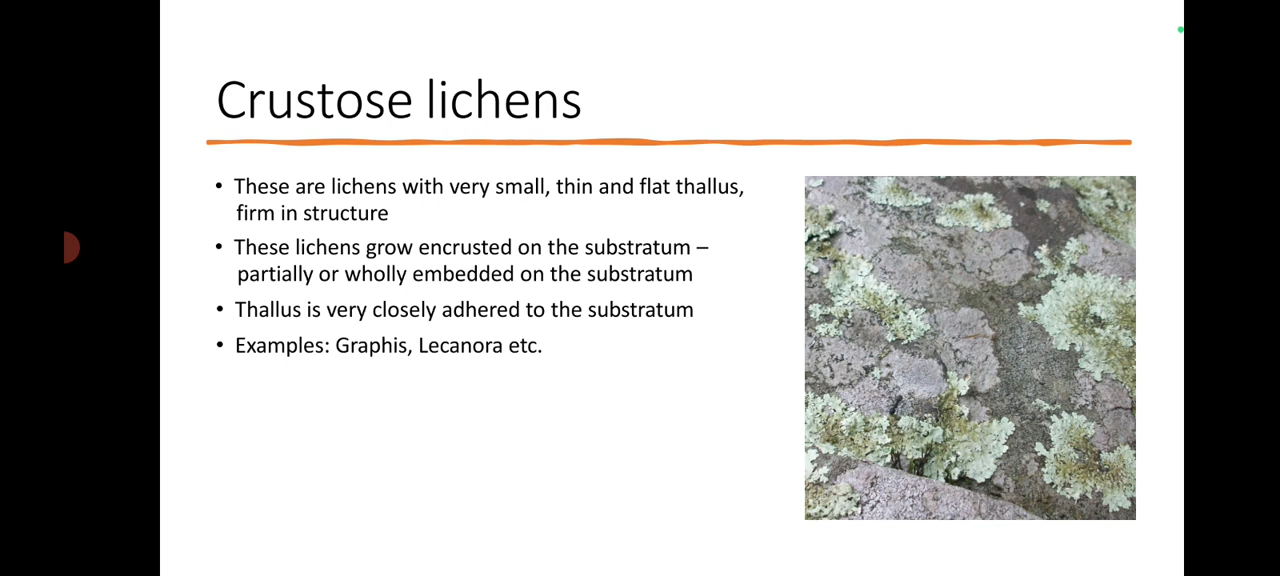 Crustose lichens
• These are lichens with very small, thin and flat thallus,
firm in structure
• These lichens grow encrusted on the substratum –
partially or wholly embedded on the substratum
• Thallus is very closely adhered to the substratum
• Examples: Graphis, Lecanora etc.